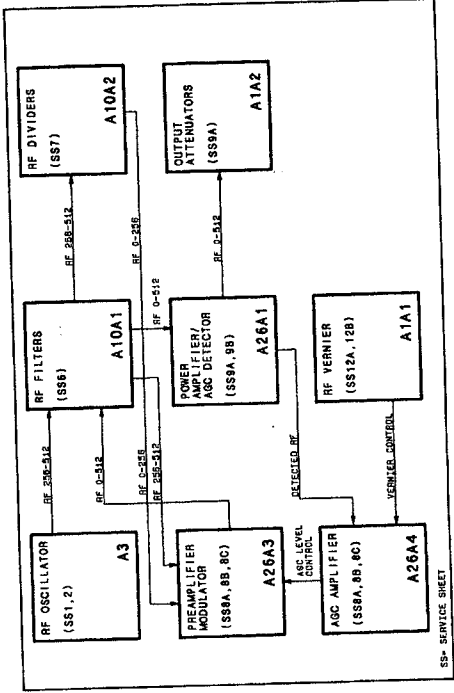 RF OSCILLATOR
(SS1,2)
A3
RF 256-512
RF FILTERS
(SS6)
A10A1
RF 256-512
RF DIVIDERS
(SS7)
A10A2
RF 0-512
RF 0-256
RF 256-512
RF 0-512
RF 0-256
PREAMPLIFIER
MODULATOR
(SS8A,8B,8C)
A26A3
POWER
AMPLIFIER/
AGC DETECTOR
(SS9A,9B)
A26A1
RF 0-512
OUTPUT
ATTENUATORS
(SS9A)
A1A2
AGC LEVEL
CONTROL
DETECTED RF
AGC AMPLIFIER
(SS8A,8B,8C)
A26A4
VERNIER CONTROL
RF VERNIER
(SS12A,12B)
A1A1
SS= SERVICE SHEET